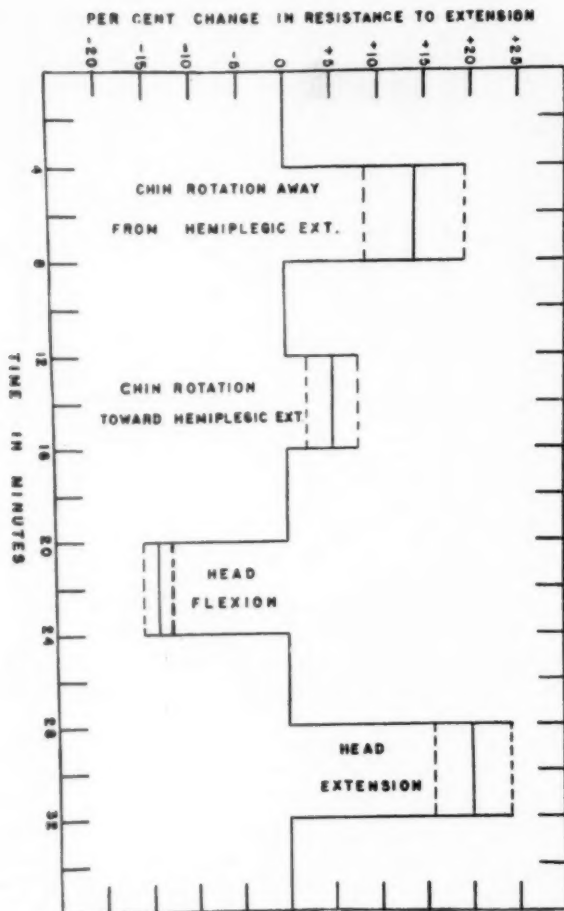 PER CENT CHANGE IN RESISTANCE TO EXTENSION
-20 -15 -10 -5 0 +5 +10 +15 +20 +25
TIME IN MINUTES
4
8
12
16
20
24
28
32
CHIN ROTATION AWAY
FROM HEMIPLEGIC EXT.
CHIN ROTATION
TOWARD HEMIPLEGIC EXT
HEAD
FLEXION
HEAD
EXTENSION